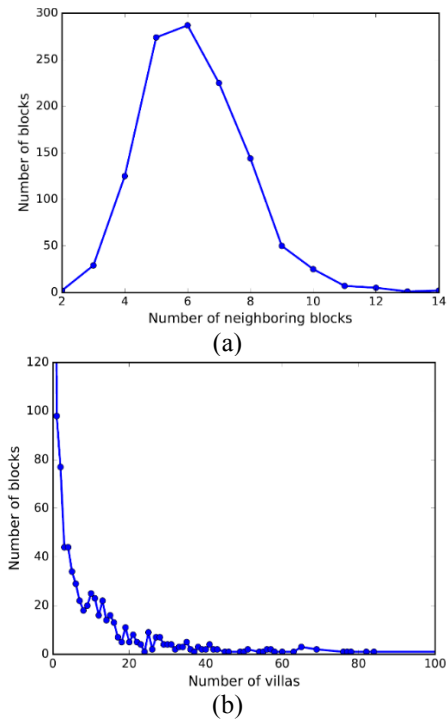 300
250
200
150
100
50
0
Number of blocks
2 4 6 8 10 12 14
Number of neighboring blocks
(a)
120
100
80
60
40
20
0
Number of blocks
0 20 40 60 80 100
Number of villas
(b)